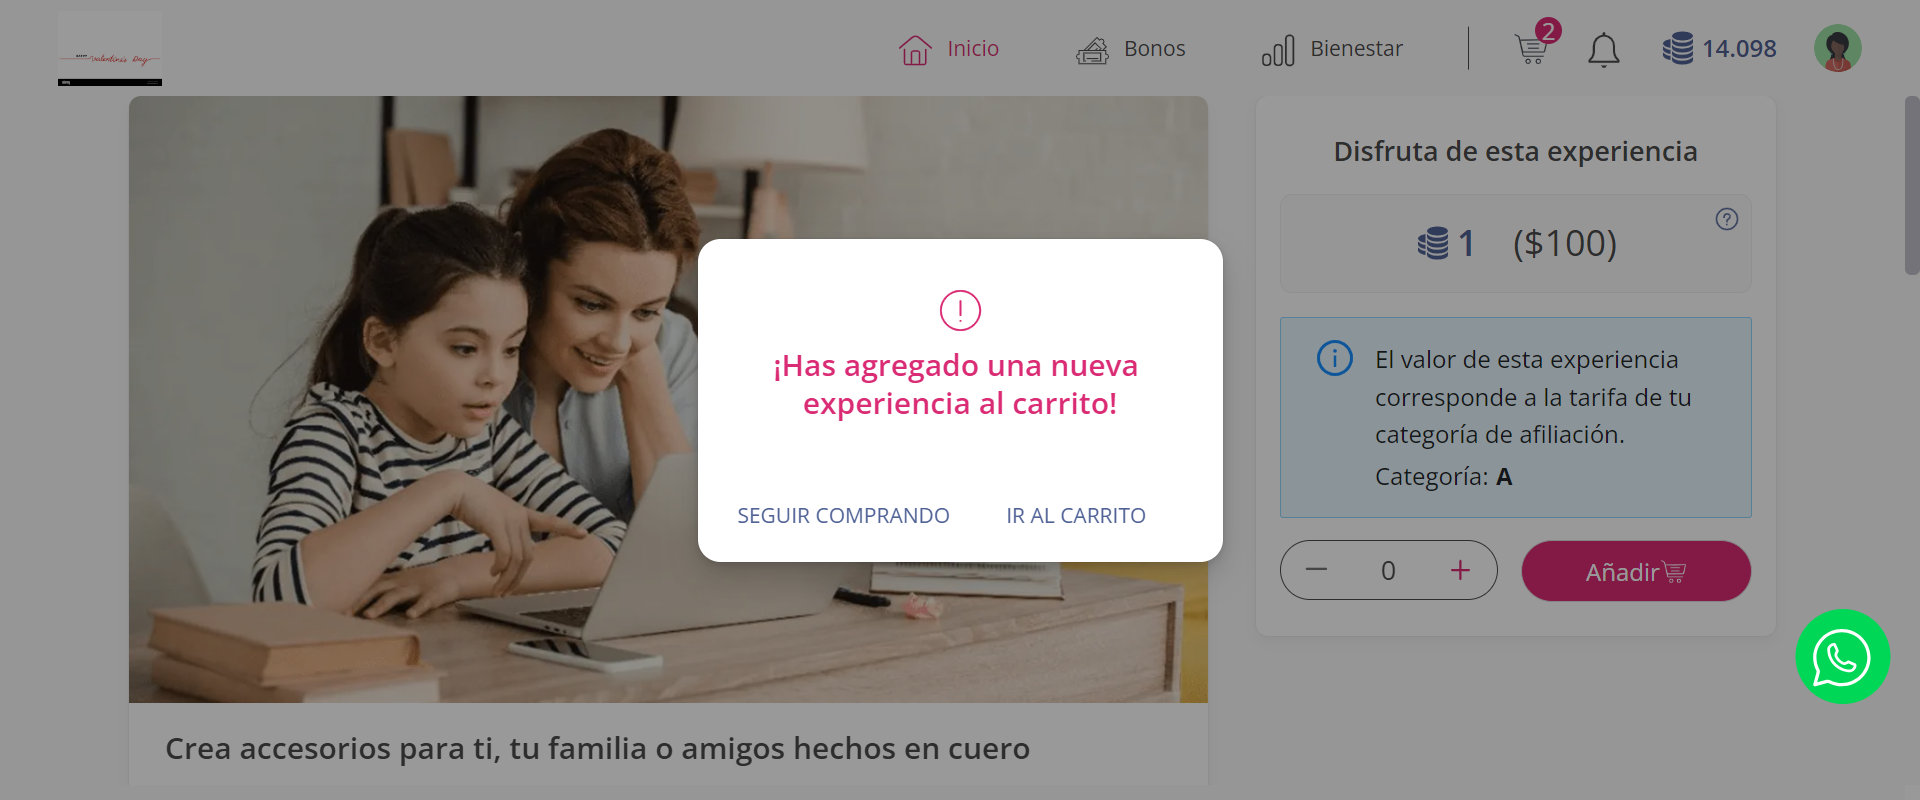 Valentine's Day
Inicio
Bonos
Bienestar
2
14.098
Disfruta de esta experiencia
1 ($100)
?
¡Has agregado una nueva
experiencia al carrito!
SEGUIR COMPRANDO
IR AL CARRITO
El valor de esta experiencia
corresponde a la tarifa de tu
categoría de afiliación.
Categoría: A
− 0 +
Añadir
Crea accesorios para ti, tu familia o amigos hechos en cuero